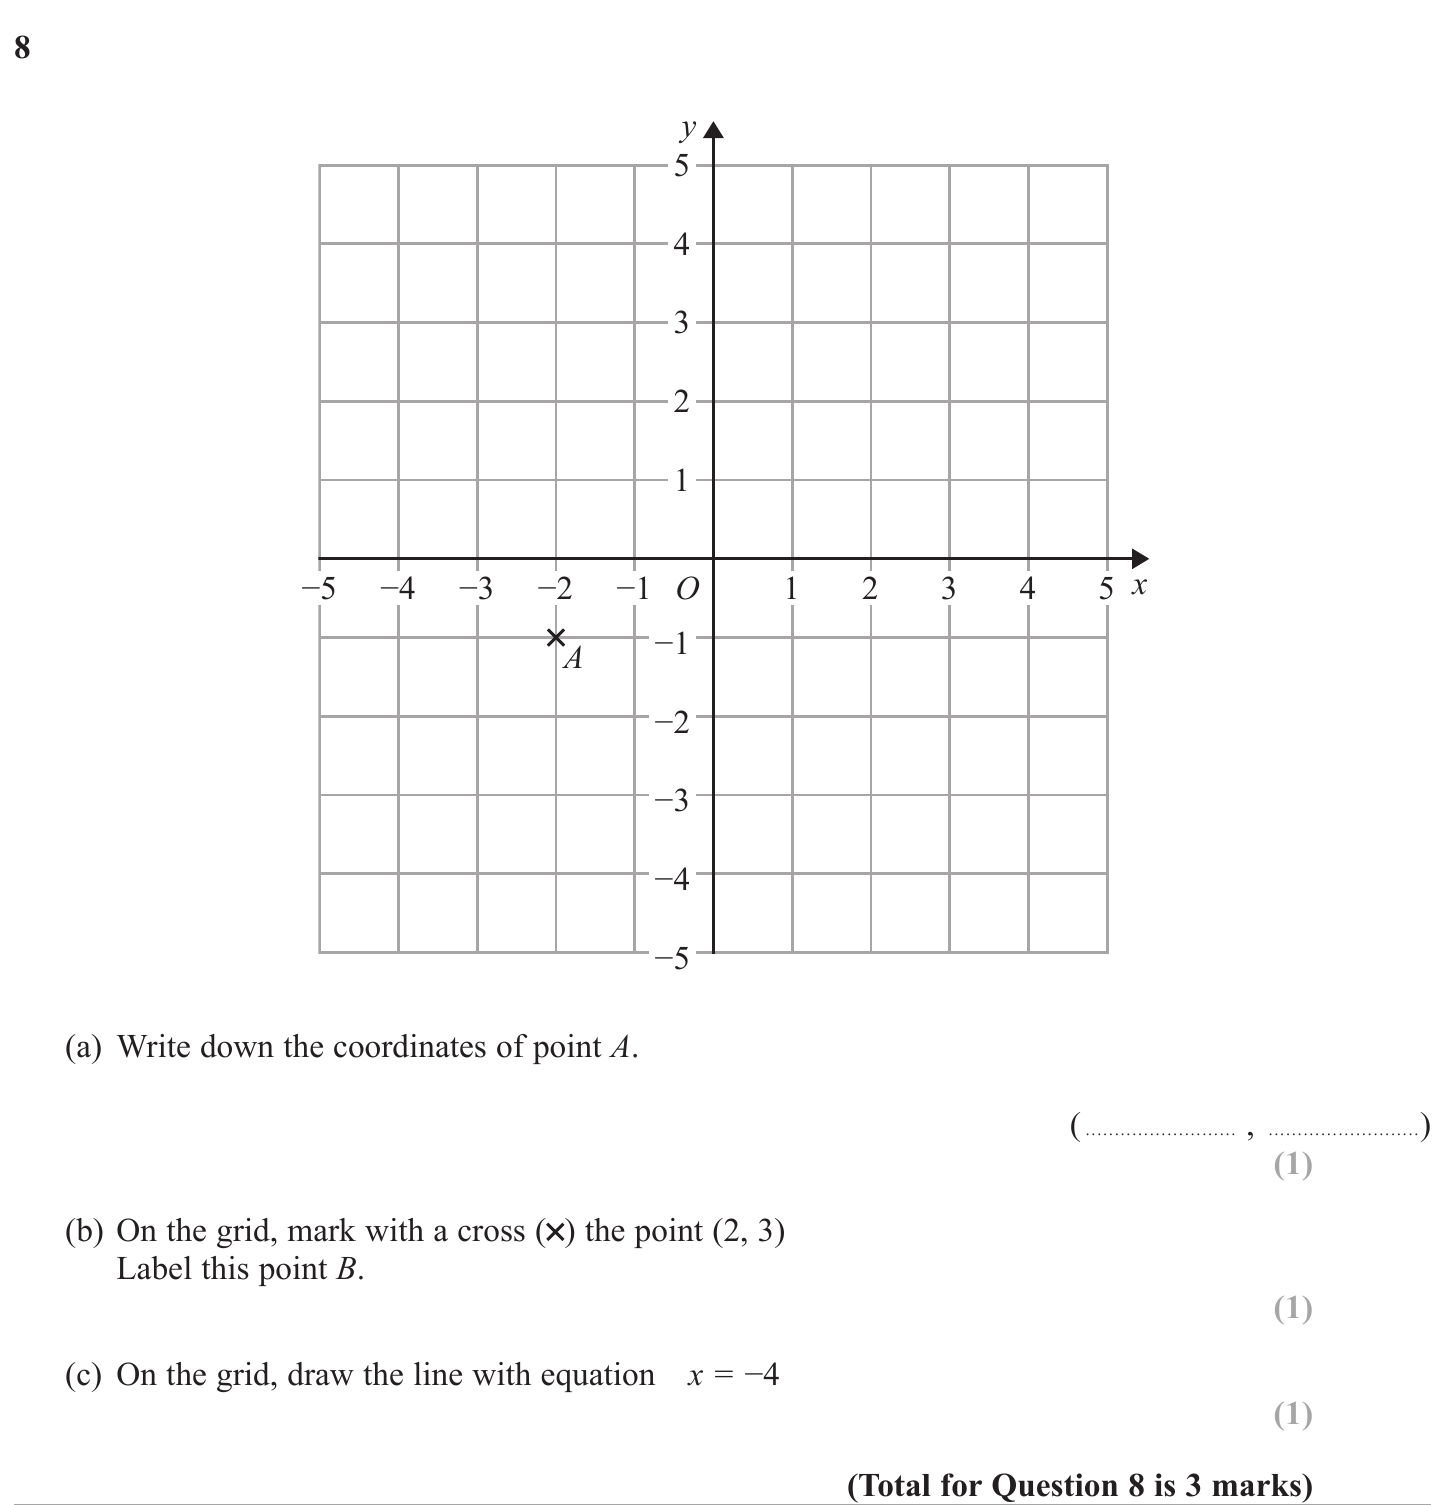 8
y
5
4
3
2
1
−5 −4 −3 −2 −1 O 1 2 3 4 5 x
−1
A
−2
−3
−4
−5
(a) Write down the coordinates of point A.
(.........................., ..........................)
(1)
(b) On the grid, mark with a cross (×) the point (2, 3)
Label this point B.
(1)
(c) On the grid, draw the line with equation x = −4
(1)
(Total for Question 8 is 3 marks)